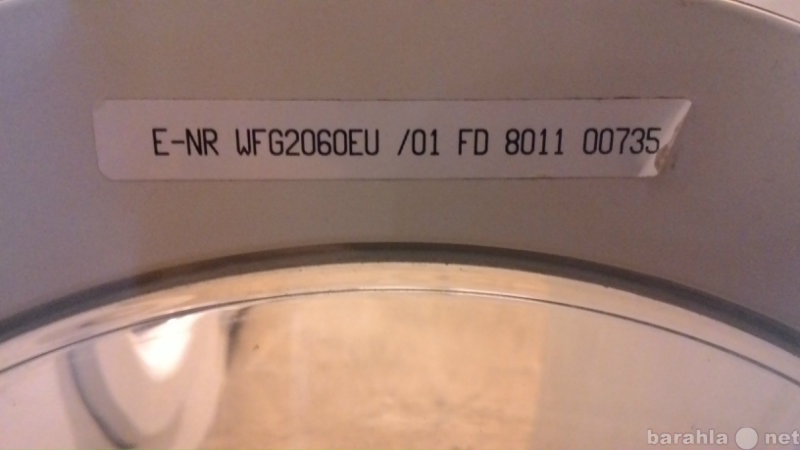 E-NR WFG2060EU /01 FD 8011 00735
barahla net